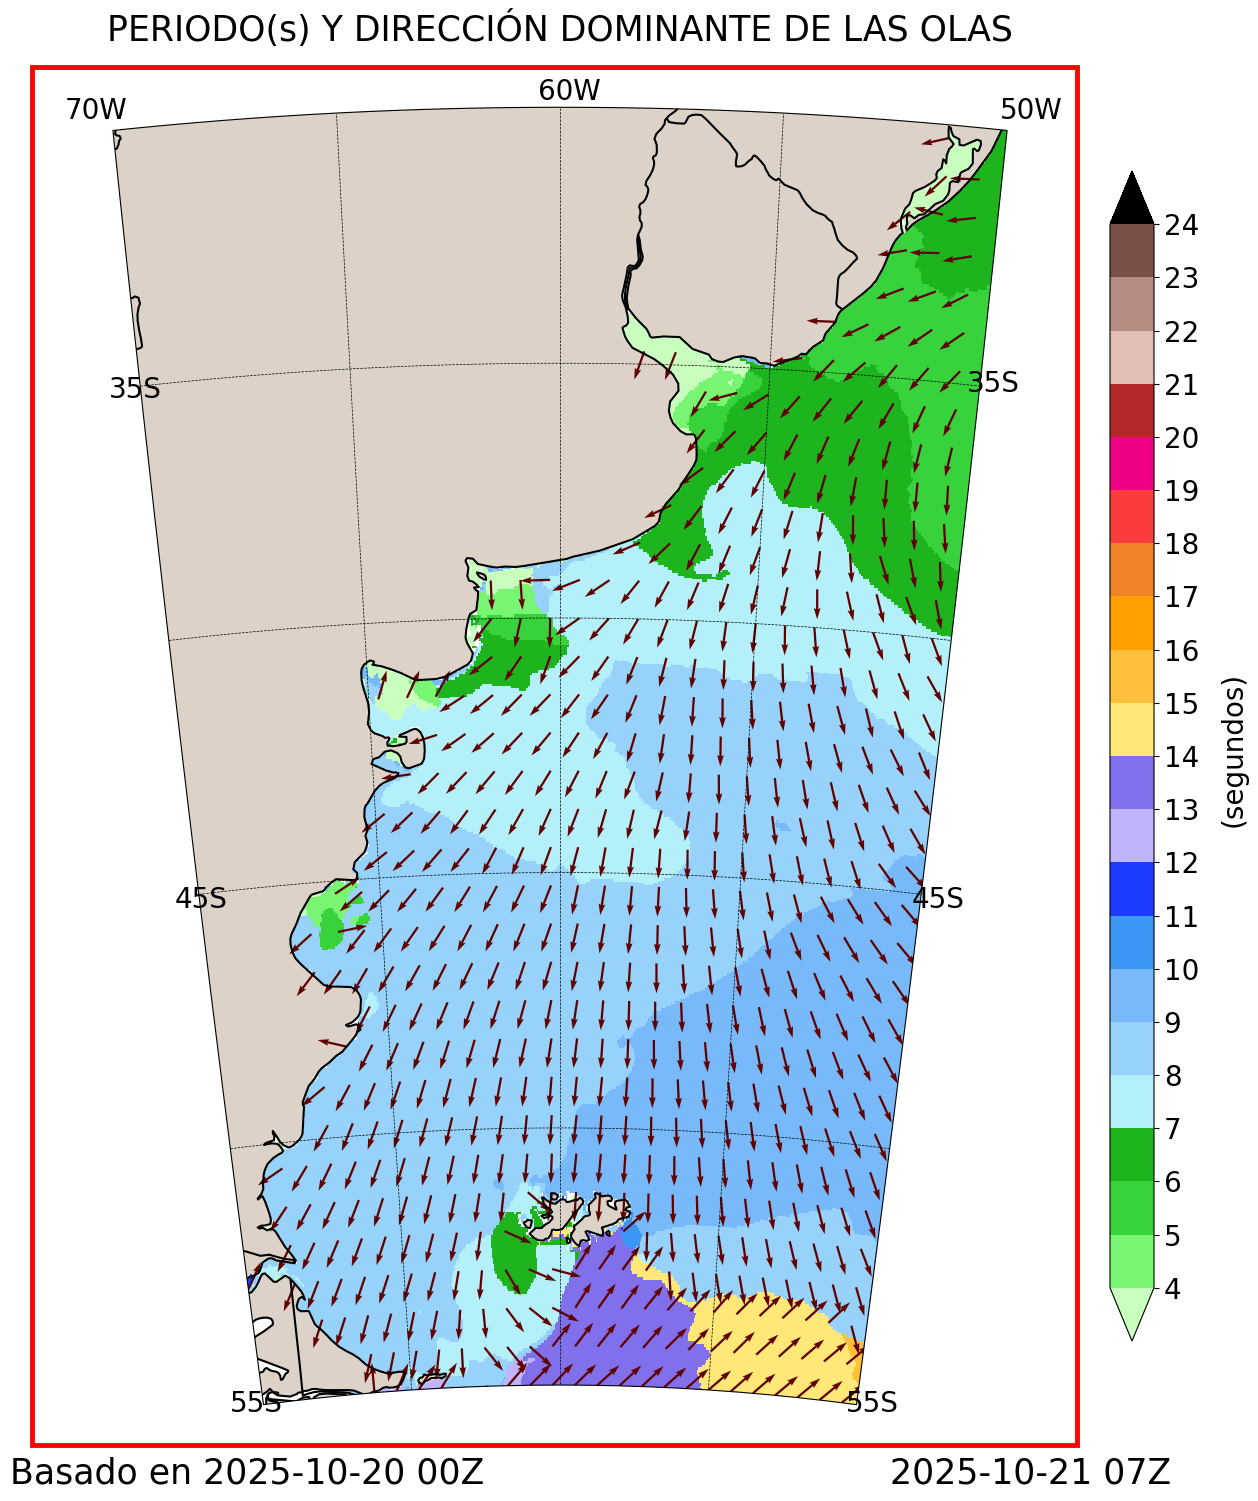 PERIODO(s) Y DIRECCIÓN DOMINANTE DE LAS OLAS
70W
60W
50W
35S
35S
45S
45S
55S
55S
24
23
22
21
20
19
18
17
16
15
14
13
12
11
10
9
8
7
6
5
4
(segundos)
Basado en 2025-10-20 00Z
2025-10-21 07Z